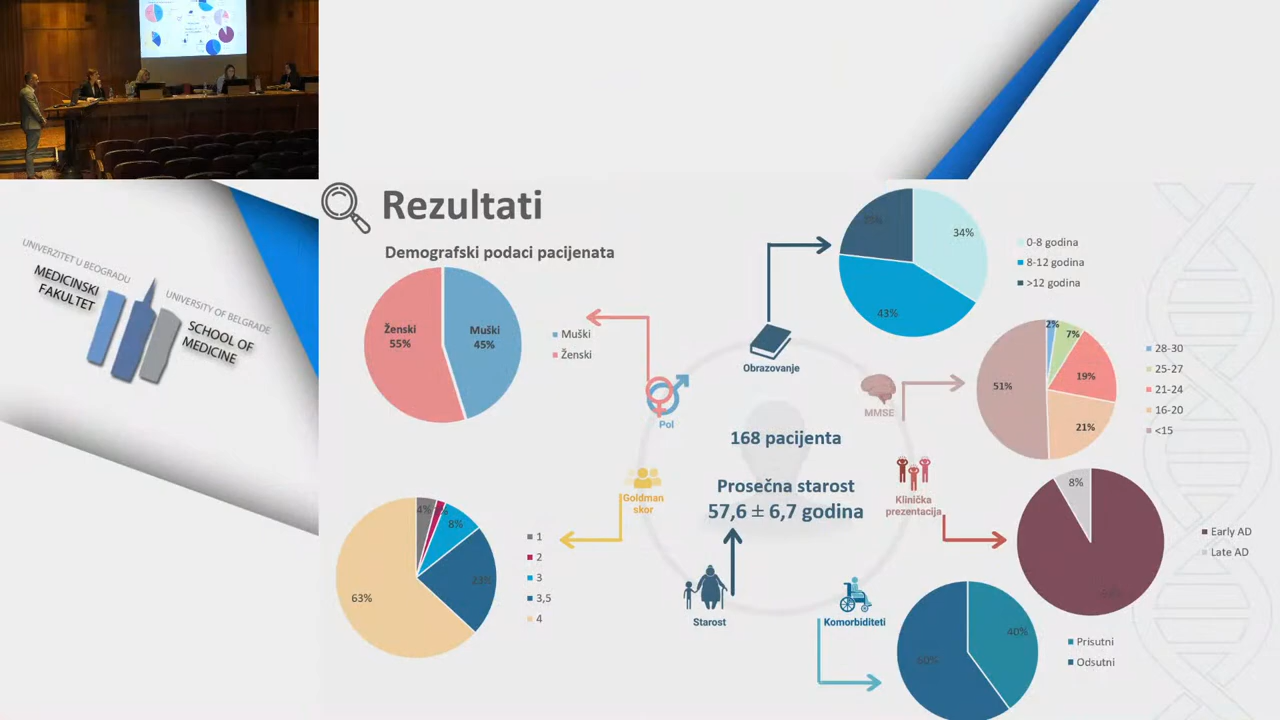 UNIVERZITET U BEOGRADU
MEDICINSKI
FAKULTET
UNIVERSITY OF BELGRADE
SCHOOL OF
MEDICINE
Rezultati
Demografski podaci pacijenata
Ženski
55%
Muški
45%
Muški
Ženski
Pol
34%
43%
0-8 godina
8-12 godina
>12 godina
Obrazovanje
2%
7%
19%
21%
51%
28-30
25-27
21-24
16-20
<15
MMSE
168 pacijenta
Prosečna starost
57,6 ± 6,7 godina
Goldman
skor
4%
8%
23%
63%
1
2
3
3,5
4
Klinička
prezentacija
8%
Early AD
Late AD
Starost
Komorbiditeti
40%
60%
Prisutni
Odsutni